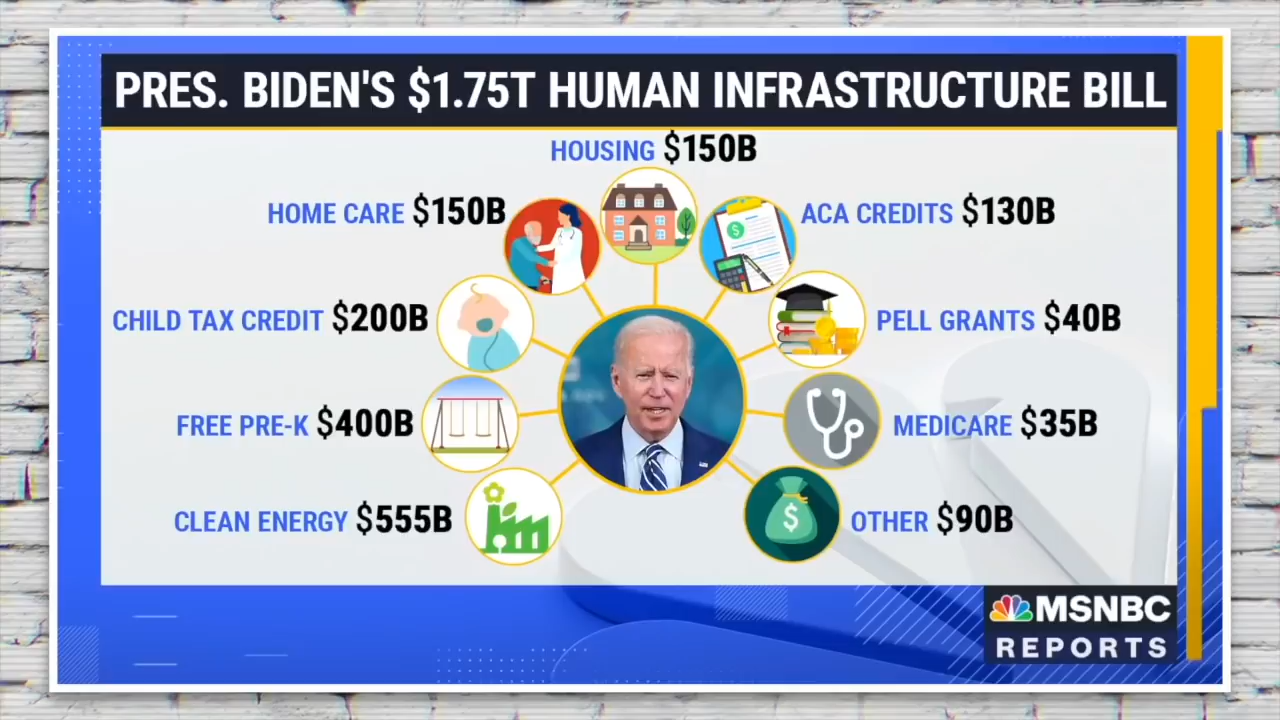 PRES. BIDEN'S $1.75T HUMAN INFRASTRUCTURE BILL
HOUSING $150B
HOME CARE $150B
ACA CREDITS $130B
CHILD TAX CREDIT $200B
PELL GRANTS $40B
FREE PRE-K $400B
MEDICARE $35B
CLEAN ENERGY $555B
OTHER $90B
MSNBC
REPORTS